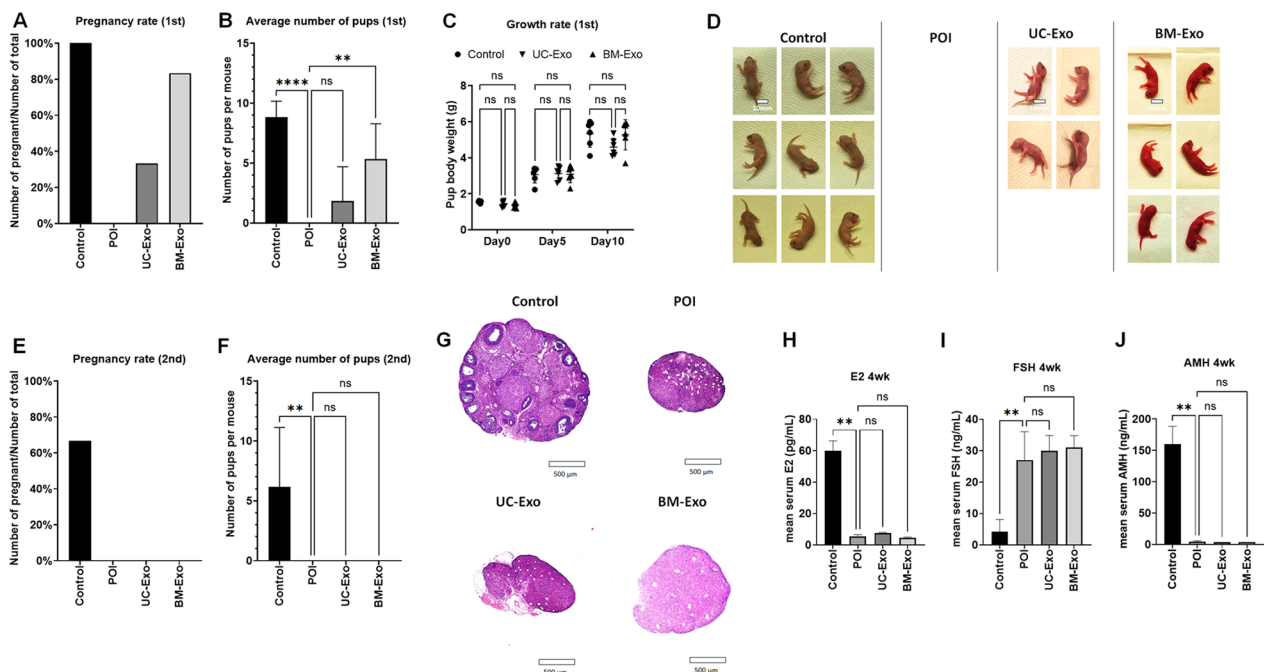 A
Pregnancy rate (1st)
Number of pregnant/Number of total
100%
80%
60%
40%
20%
0%
Control
POI
UC-Exo
BM-Exo
B
Average number of pups (1st)
Number of pups per mouse
15
10
5
0
**
**** ns
Control
POI
UC-Exo
BM-Exo
C
Growth rate (1st)
Control UC-Exo BM-Exo
Pup body weight (g)
8
6
4
2
0
ns ns ns
ns ns ns ns ns ns
Day0 Day5 Day10
D
Control POI UC-Exo BM-Exo
10mm
E
Pregnancy rate (2nd)
Number of pregnant/Number of total
100%
80%
60%
40%
20%
0%
Control
POI
UC-Exo
BM-Exo
F
Average number of pups (2nd)
Number of pups per mouse
15
10
5
0
ns
** ns
Control
POI
UC-Exo
BM-Exo
G
Control POI
500 µm 500 µm
UC-Exo BM-Exo
500 µm 500 µm
H
E2 4wk
mean serum E2 (pg/mL)
80
60
40
20
0
ns
** ns
Control
POI
UC-Exo
BM-Exo
I
FSH 4wk
mean serum FSH (ng/mL)
60
40
20
0
ns
** ns
Control
POI
UC-Exo
BM-Exo
J
AMH 4wk
mean serum AMH (ng/mL)
200
150
100
50
0
ns
** ns
Control
POI
UC-Exo
BM-Exo